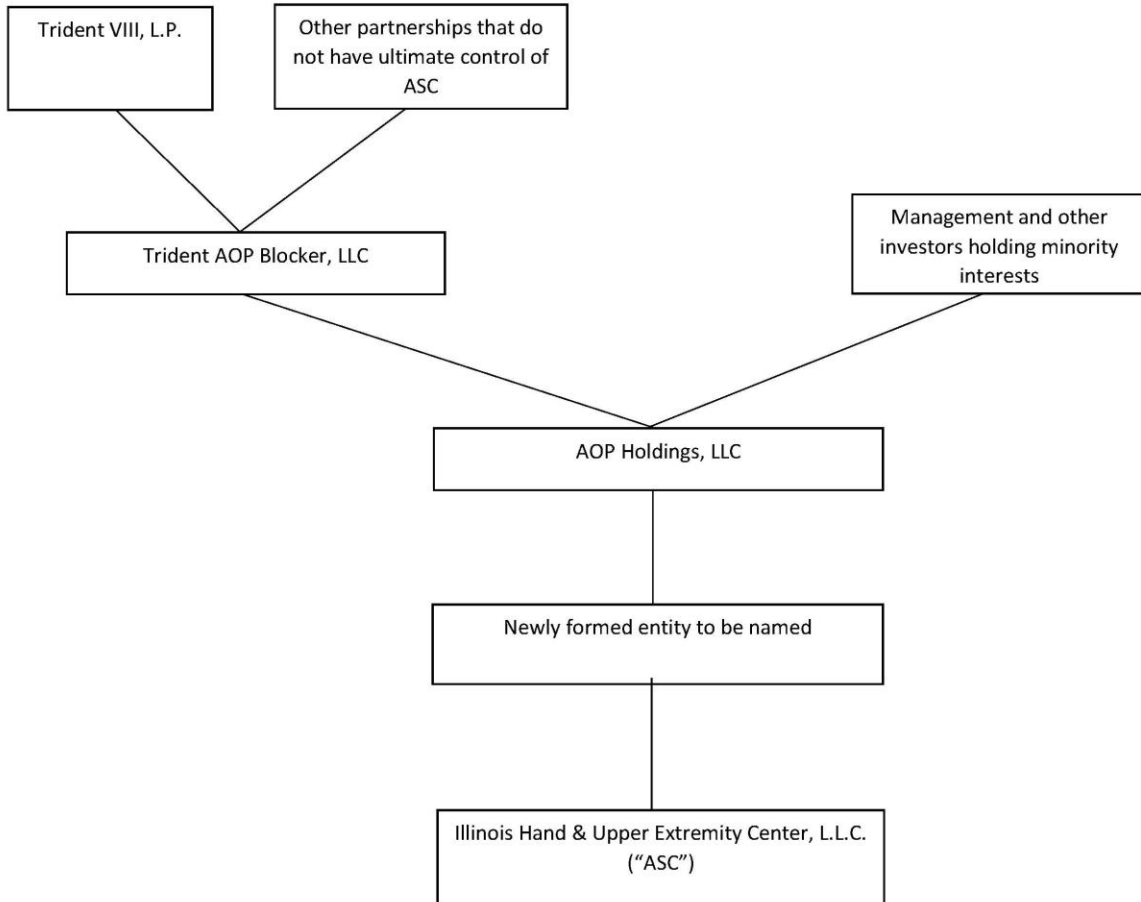 Trident VIII, L.P.
Other partnerships that do
not have ultimate control of
ASC
Trident AOP Blocker, LLC
Management and other
investors holding minority
interests
AOP Holdings, LLC
Newly formed entity to be named
Illinois Hand & Upper Extremity Center, L.L.C.
(“ASC”)